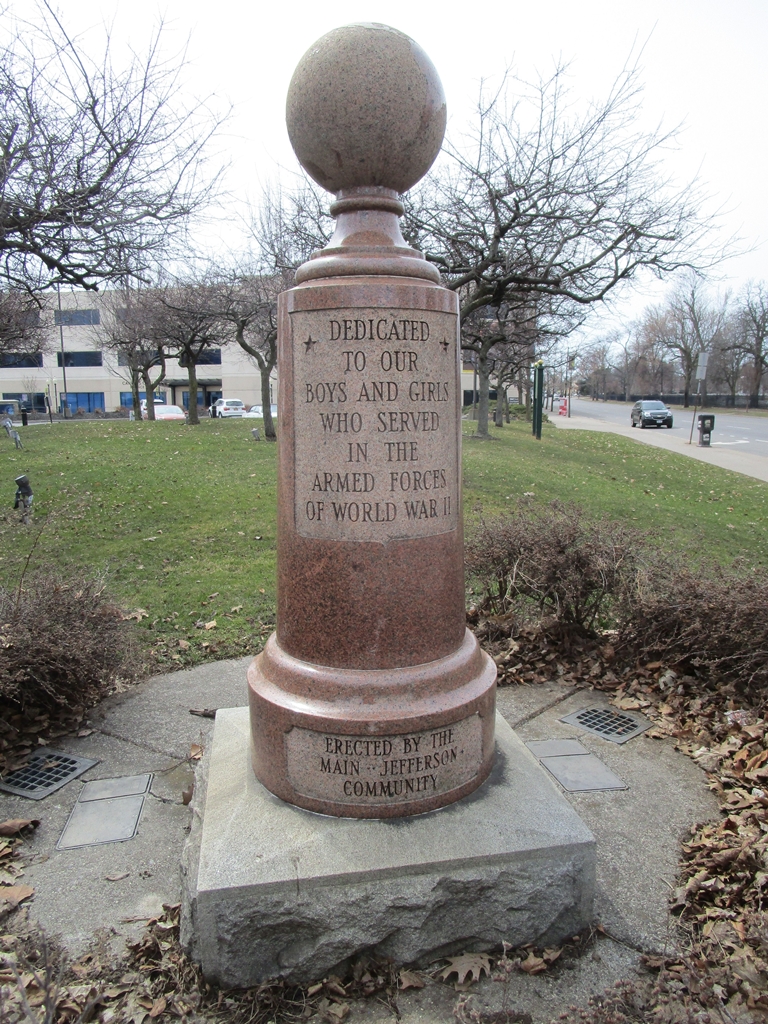 DEDICATED
TO OUR
BOYS AND GIRLS
WHO SERVED
IN THE
ARMED FORCES
OF WORLD WAR II
ERECTED BY THE
MAIN ·· JEFFERSON ·
COMMUNITY